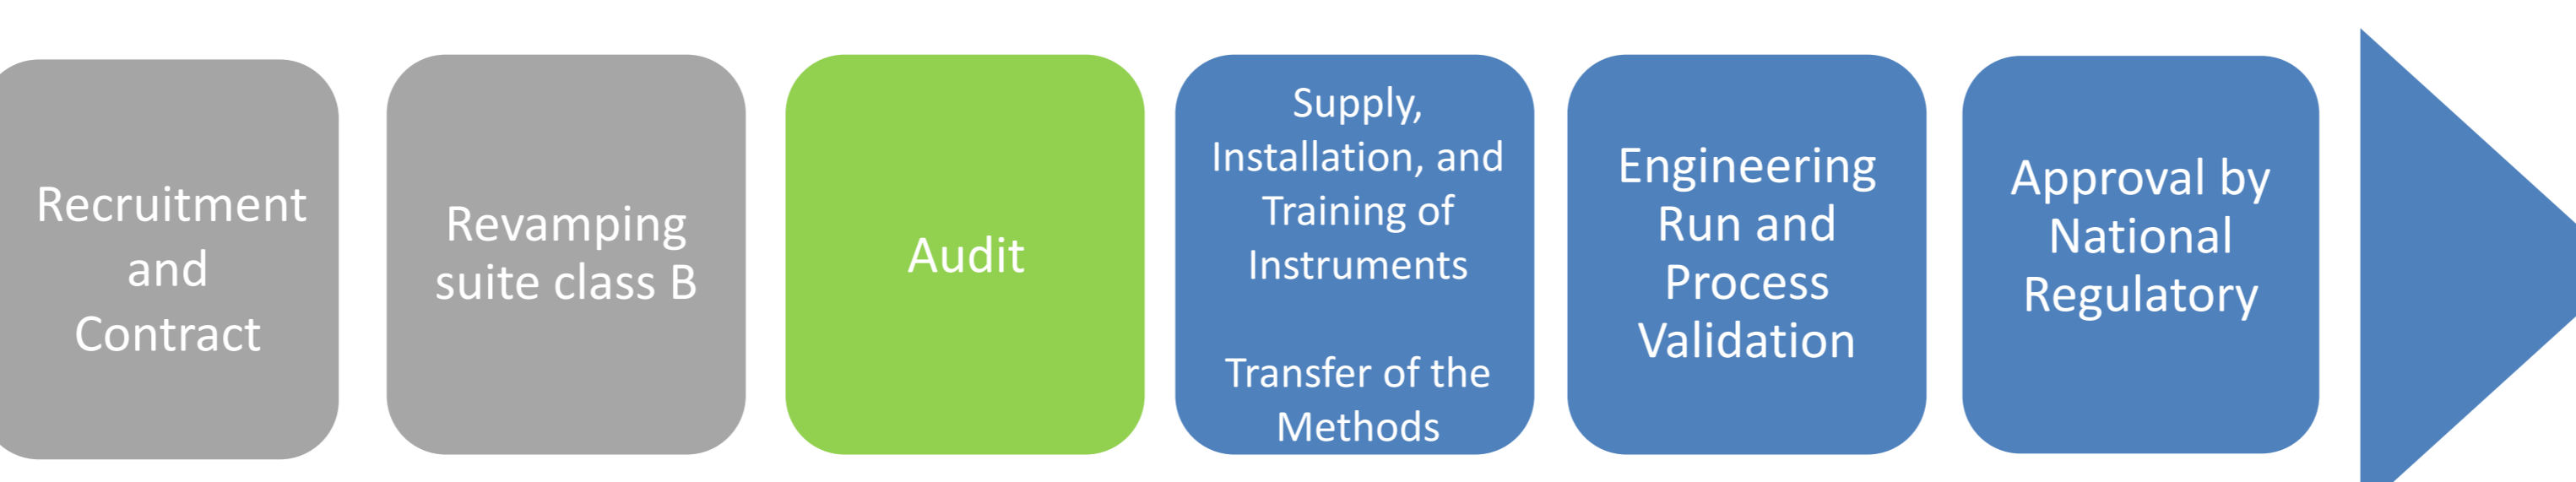 Recruitment
and
Contract
Revamping
suite class B
Audit
Supply,
Installation, and
Training of
Instruments
Transfer of the
Methods
Engineering
Run and
Process
Validation
Approval by
National
Regulatory